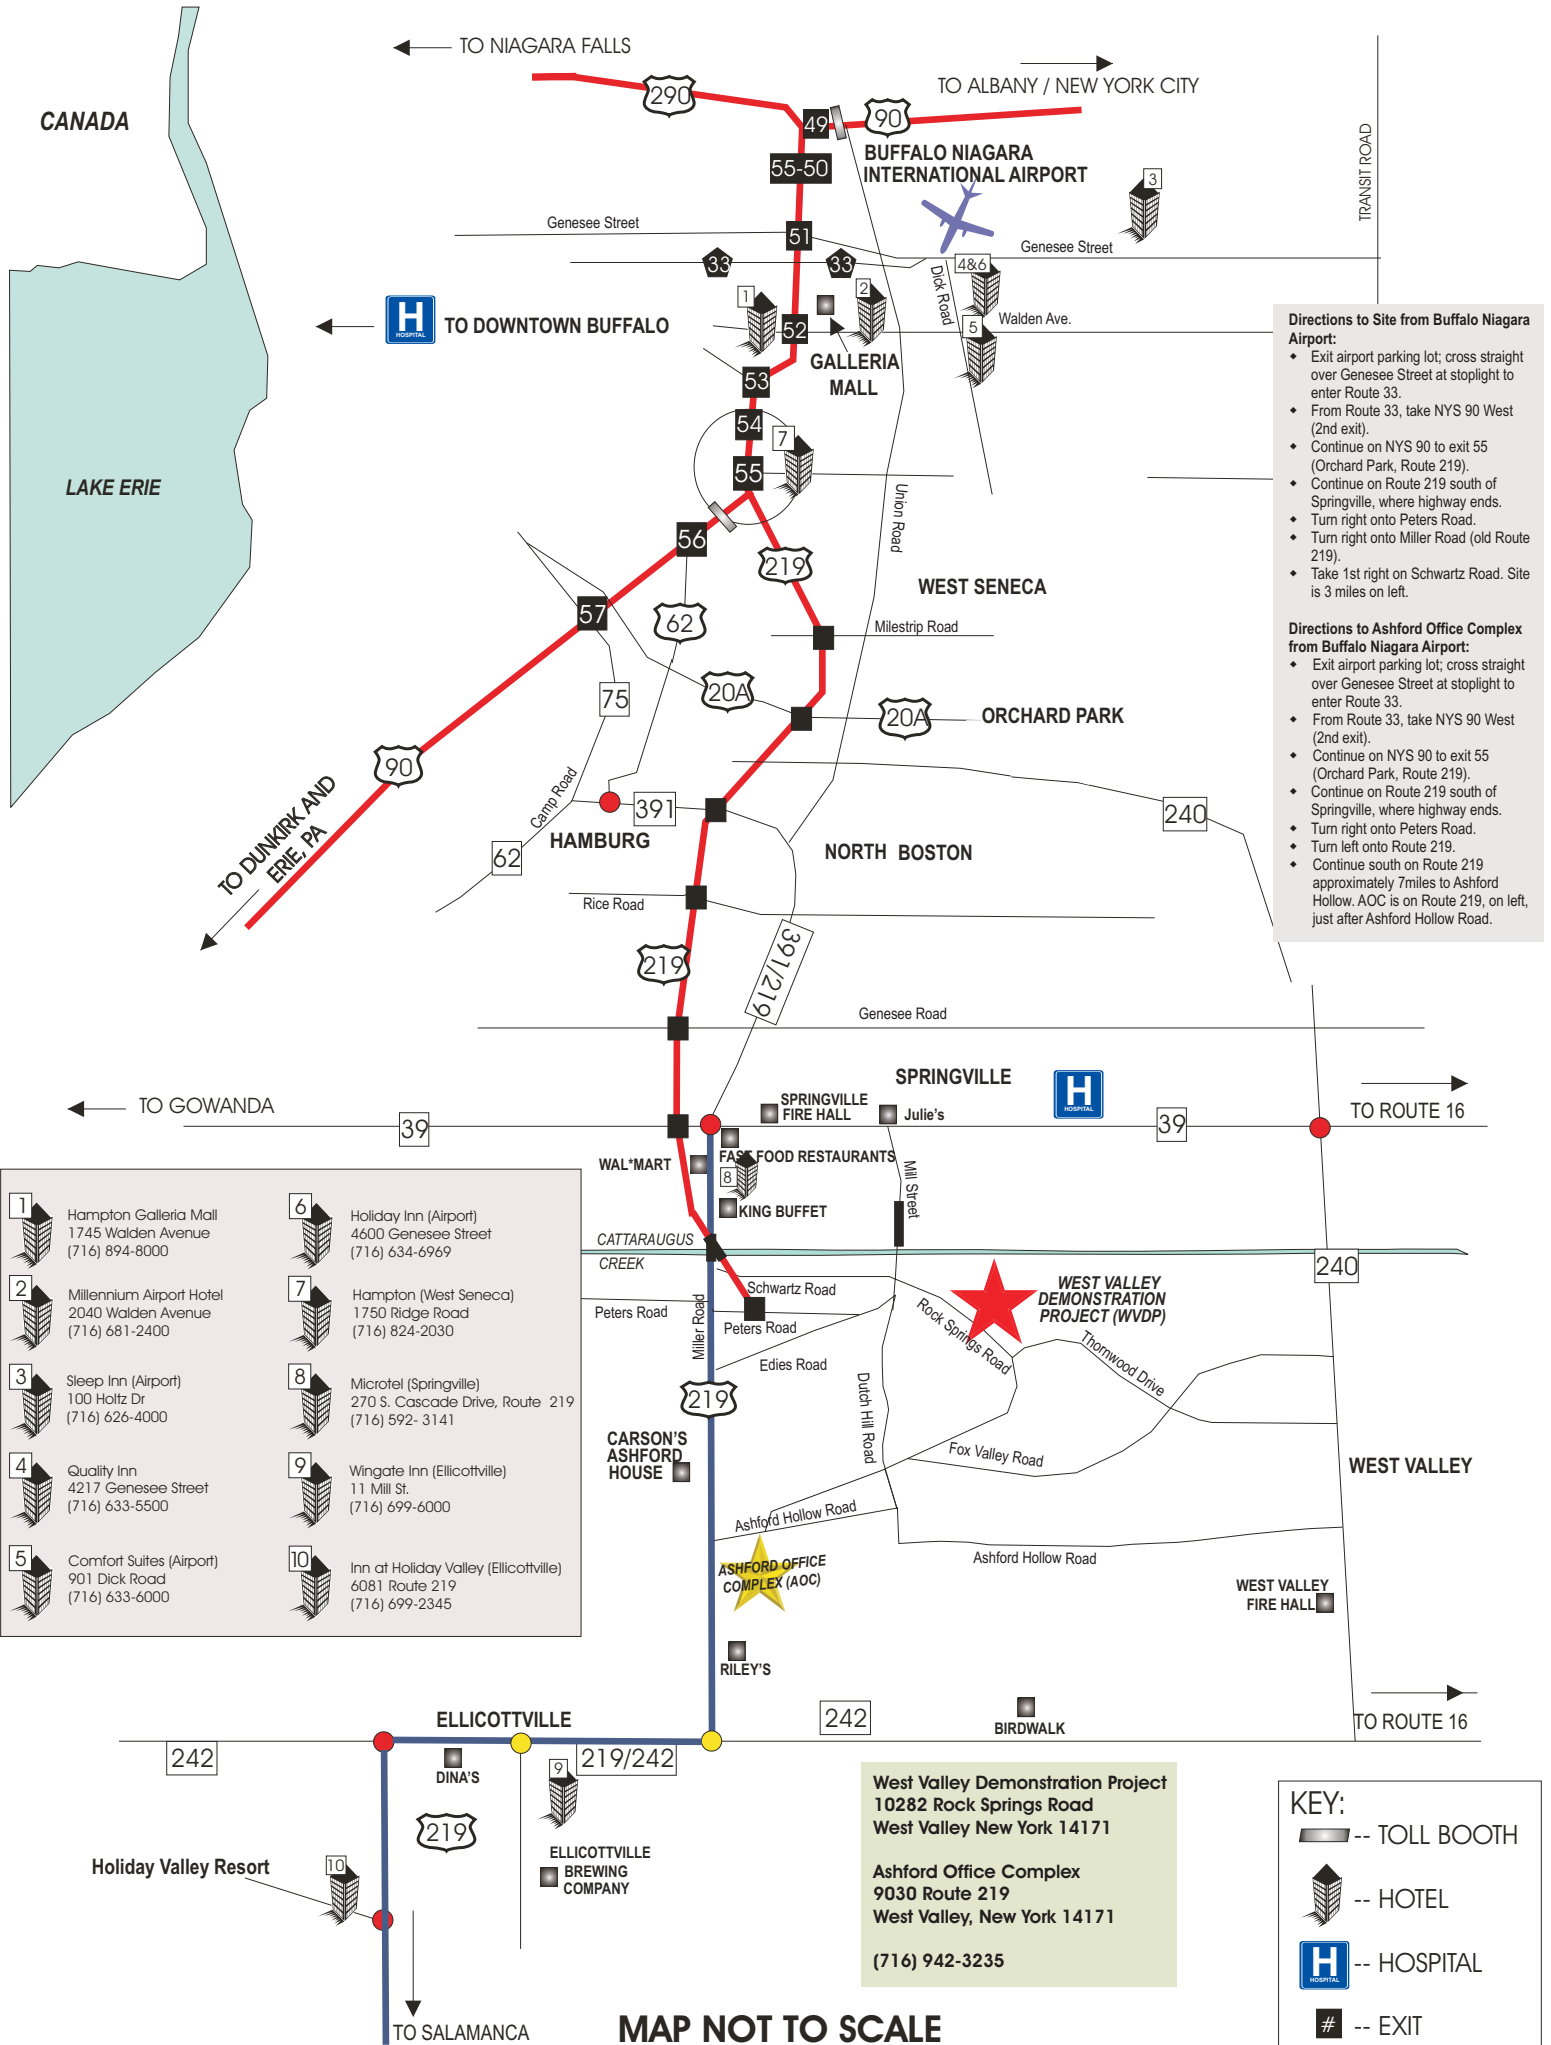 TO NIAGARA FALLS
TO ALBANY / NEW YORK CITY
CANADA
290
49
90
BUFFALO NIAGARA
INTERNATIONAL AIRPORT
TRANSIT ROAD
55-50
3
Genesee Street
51
Genesee Street
33
33
4&6
Dick Road
1
2
H
HOSPITAL
TO DOWNTOWN BUFFALO
52
5
Walden Ave.
GALLERIA
MALL
53
54
7
55
LAKE ERIE
Union Road
56
219
WEST SENECA
57
62
Milestrip Road
75
20A
20A
ORCHARD PARK
90
Camp Road
391
240
HAMBURG
62
NORTH BOSTON
TO DUNKIRK AND
ERIE, PA
Rice Road
219
391/219
Genesee Road
Directions to Site from Buffalo Niagara
Airport:
Exit airport parking lot; cross straight
over Genesee Street at stoplight to
enter Route 33.
From Route 33, take NYS 90 West
(2nd exit).
Continue on NYS 90 to exit 55
(Orchard Park, Route 219).
Continue on Route 219 south of
Springville, where highway ends.
Turn right onto Peters Road.
Turn right onto Miller Road (old Route
219).
Take 1st right on Schwartz Road. Site
is 3 miles on left.
Directions to Ashford Office Complex
from Buffalo Niagara Airport:
Exit airport parking lot; cross straight
over Genesee Street at stoplight to
enter Route 33.
From Route 33, take NYS 90 West
(2nd exit).
Continue on NYS 90 to exit 55
(Orchard Park, Route 219).
Continue on Route 219 south of
Springville, where highway ends.
Turn right onto Peters Road.
Turn left onto Route 219.
Continue south on Route 219
approximately 7miles to Ashford
Hollow. AOC is on Route 219, on left,
just after Ashford Hollow Road.
SPRINGVILLE
H
HOSPITAL
TO GOWANDA
SPRINGVILLE
FIRE HALL
Julie's
TO ROUTE 16
39
39
WAL*MART
FAST FOOD RESTAURANTS
8
Mill Street
KING BUFFET
CATTARAUGUS
CREEK
240
Schwartz Road
Peters Road
Peters Road
Miller Road
Edies Road
Rock Springs Road
WEST VALLEY
DEMONSTRATION
PROJECT (WVDP)
Thornwood Drive
219
Dutch Hill Road
CARSON'S
ASHFORD
HOUSE
Fox Valley Road
WEST VALLEY
Ashford Hollow Road
Ashford Hollow Road
ASHFORD OFFICE
COMPLEX (AOC)
WEST VALLEY
FIRE HALL
RILEY'S
1
Hampton Galleria Mall
1745 Walden Avenue
(716) 894-8000
2
Millennium Airport Hotel
2040 Walden Avenue
(716) 681-2400
3
Sleep Inn (Airport)
100 Holtz Dr
(716) 626-4000
4
Quality Inn
4217 Genesee Street
(716) 633-5500
5
Comfort Suites (Airport)
901 Dick Road
(716) 633-6000
6
Holiday Inn (Airport)
4600 Genesee Street
(716) 634-6969
7
Hampton (West Seneca)
1750 Ridge Road
(716) 824-2030
8
Microtel (Springville)
270 S. Cascade Drive, Route 219
(716) 592- 3141
9
Wingate Inn (Ellicottville)
11 Mill St.
(716) 699-6000
10
Inn at Holiday Valley (Ellicottville)
6081 Route 219
(716) 699-2345
ELLICOTTVILLE
242
BIRDWALK
TO ROUTE 16
242
DINA'S
219/242
9
219
ELLICOTTVILLE
BREWING
COMPANY
Holiday Valley Resort
10
TO SALAMANCA
West Valley Demonstration Project
10282 Rock Springs Road
West Valley New York 14171
Ashford Office Complex
9030 Route 219
West Valley, New York 14171
(716) 942-3235
MAP NOT TO SCALE
KEY:
-- TOLL BOOTH
-- HOTEL
H
HOSPITAL
-- HOSPITAL
#
-- EXIT